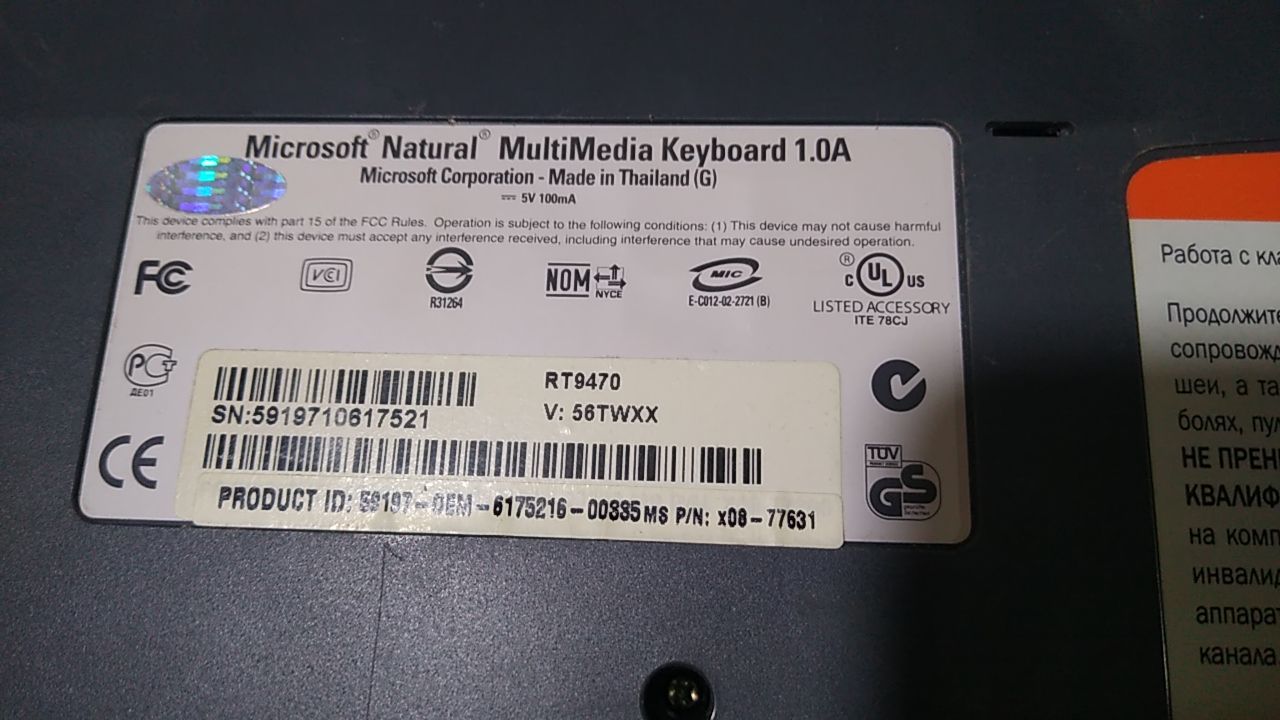 Microsoft® Natural® MultiMedia Keyboard 1.0A
Microsoft Corporation - Made in Thailand (G)
5V 100mA
This device complies with part 15 of the FCC Rules. Operation is subject to the following conditions: (1) This device may not cause harmful
interference, and (2) this device must accept any interference received, including interference that may cause undesired operation.
FC
VCI
R31264
NOM
NYCE
MIC
E-C012-02-2721 (B)
® c UL US
LISTED ACCESSORY
ITE 78CJ
РСТ
ДЕ01
CE
RT9470
SN:5919710617521
V: 56TWXX
PRODUCT ID: 59197-OEM-6175216-00335 MS P/N: x08-77631
TÜV
GS
Работа с кла
Продолжите
сопровожд
шеи, а та
болях, пу
НЕ ПРЕН
КВАЛИФ
на комп
инвалид
аппара
канала